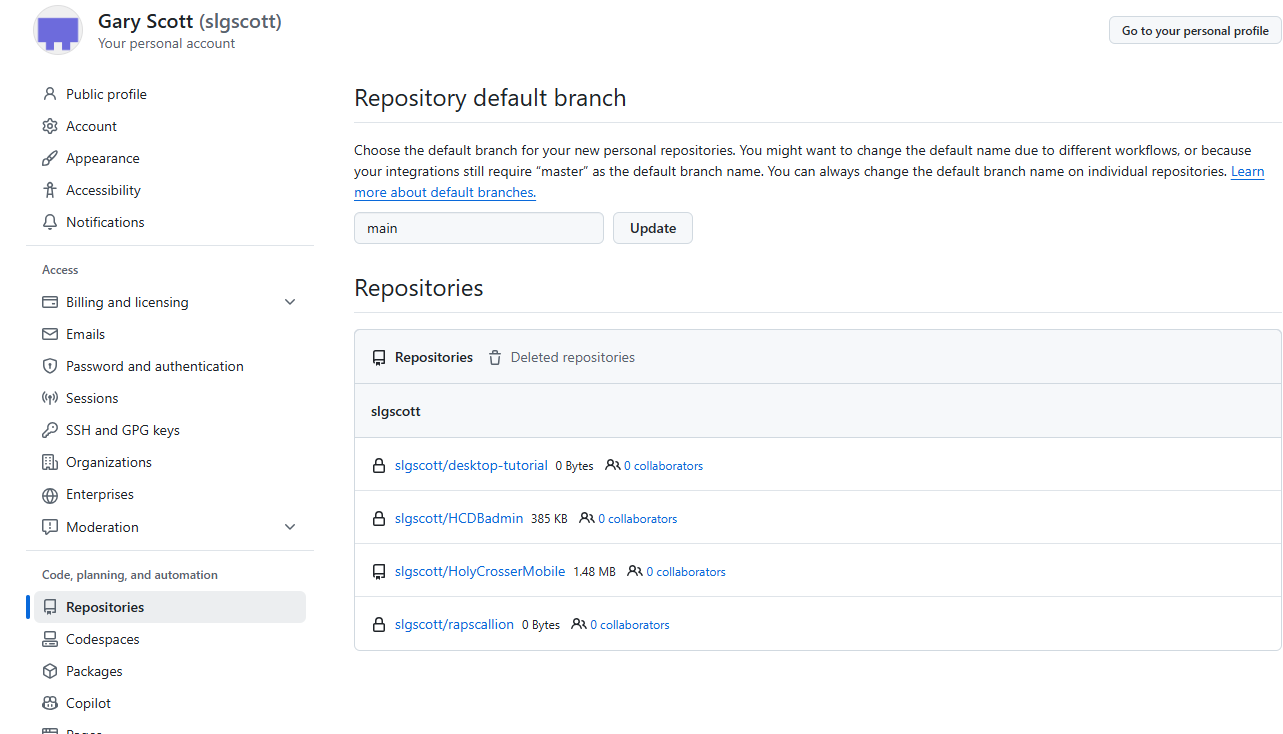 Gary Scott (slgscott)
Your personal account
Go to your personal profile
Public profile
Account
Appearance
Accessibility
Notifications
Access
Billing and licensing
Emails
Password and authentication
Sessions
SSH and GPG keys
Organizations
Enterprises
Moderation
Code, planning, and automation
Repositories
Codespaces
Packages
Copilot
Pages
Repository default branch
Choose the default branch for your new personal repositories. You might want to change the default name due to different workflows, or because
your integrations still require “master” as the default branch name. You can always change the default branch name on individual repositories. Learn
more about default branches.
main Update
Repositories
Repositories Deleted repositories
slgscott
slgscott/desktop-tutorial 0 Bytes 0 collaborators
slgscott/HCDBadmin 385 KB 0 collaborators
slgscott/HolyCrosserMobile 1.48 MB 0 collaborators
slgscott/rapscallion 0 Bytes 0 collaborators